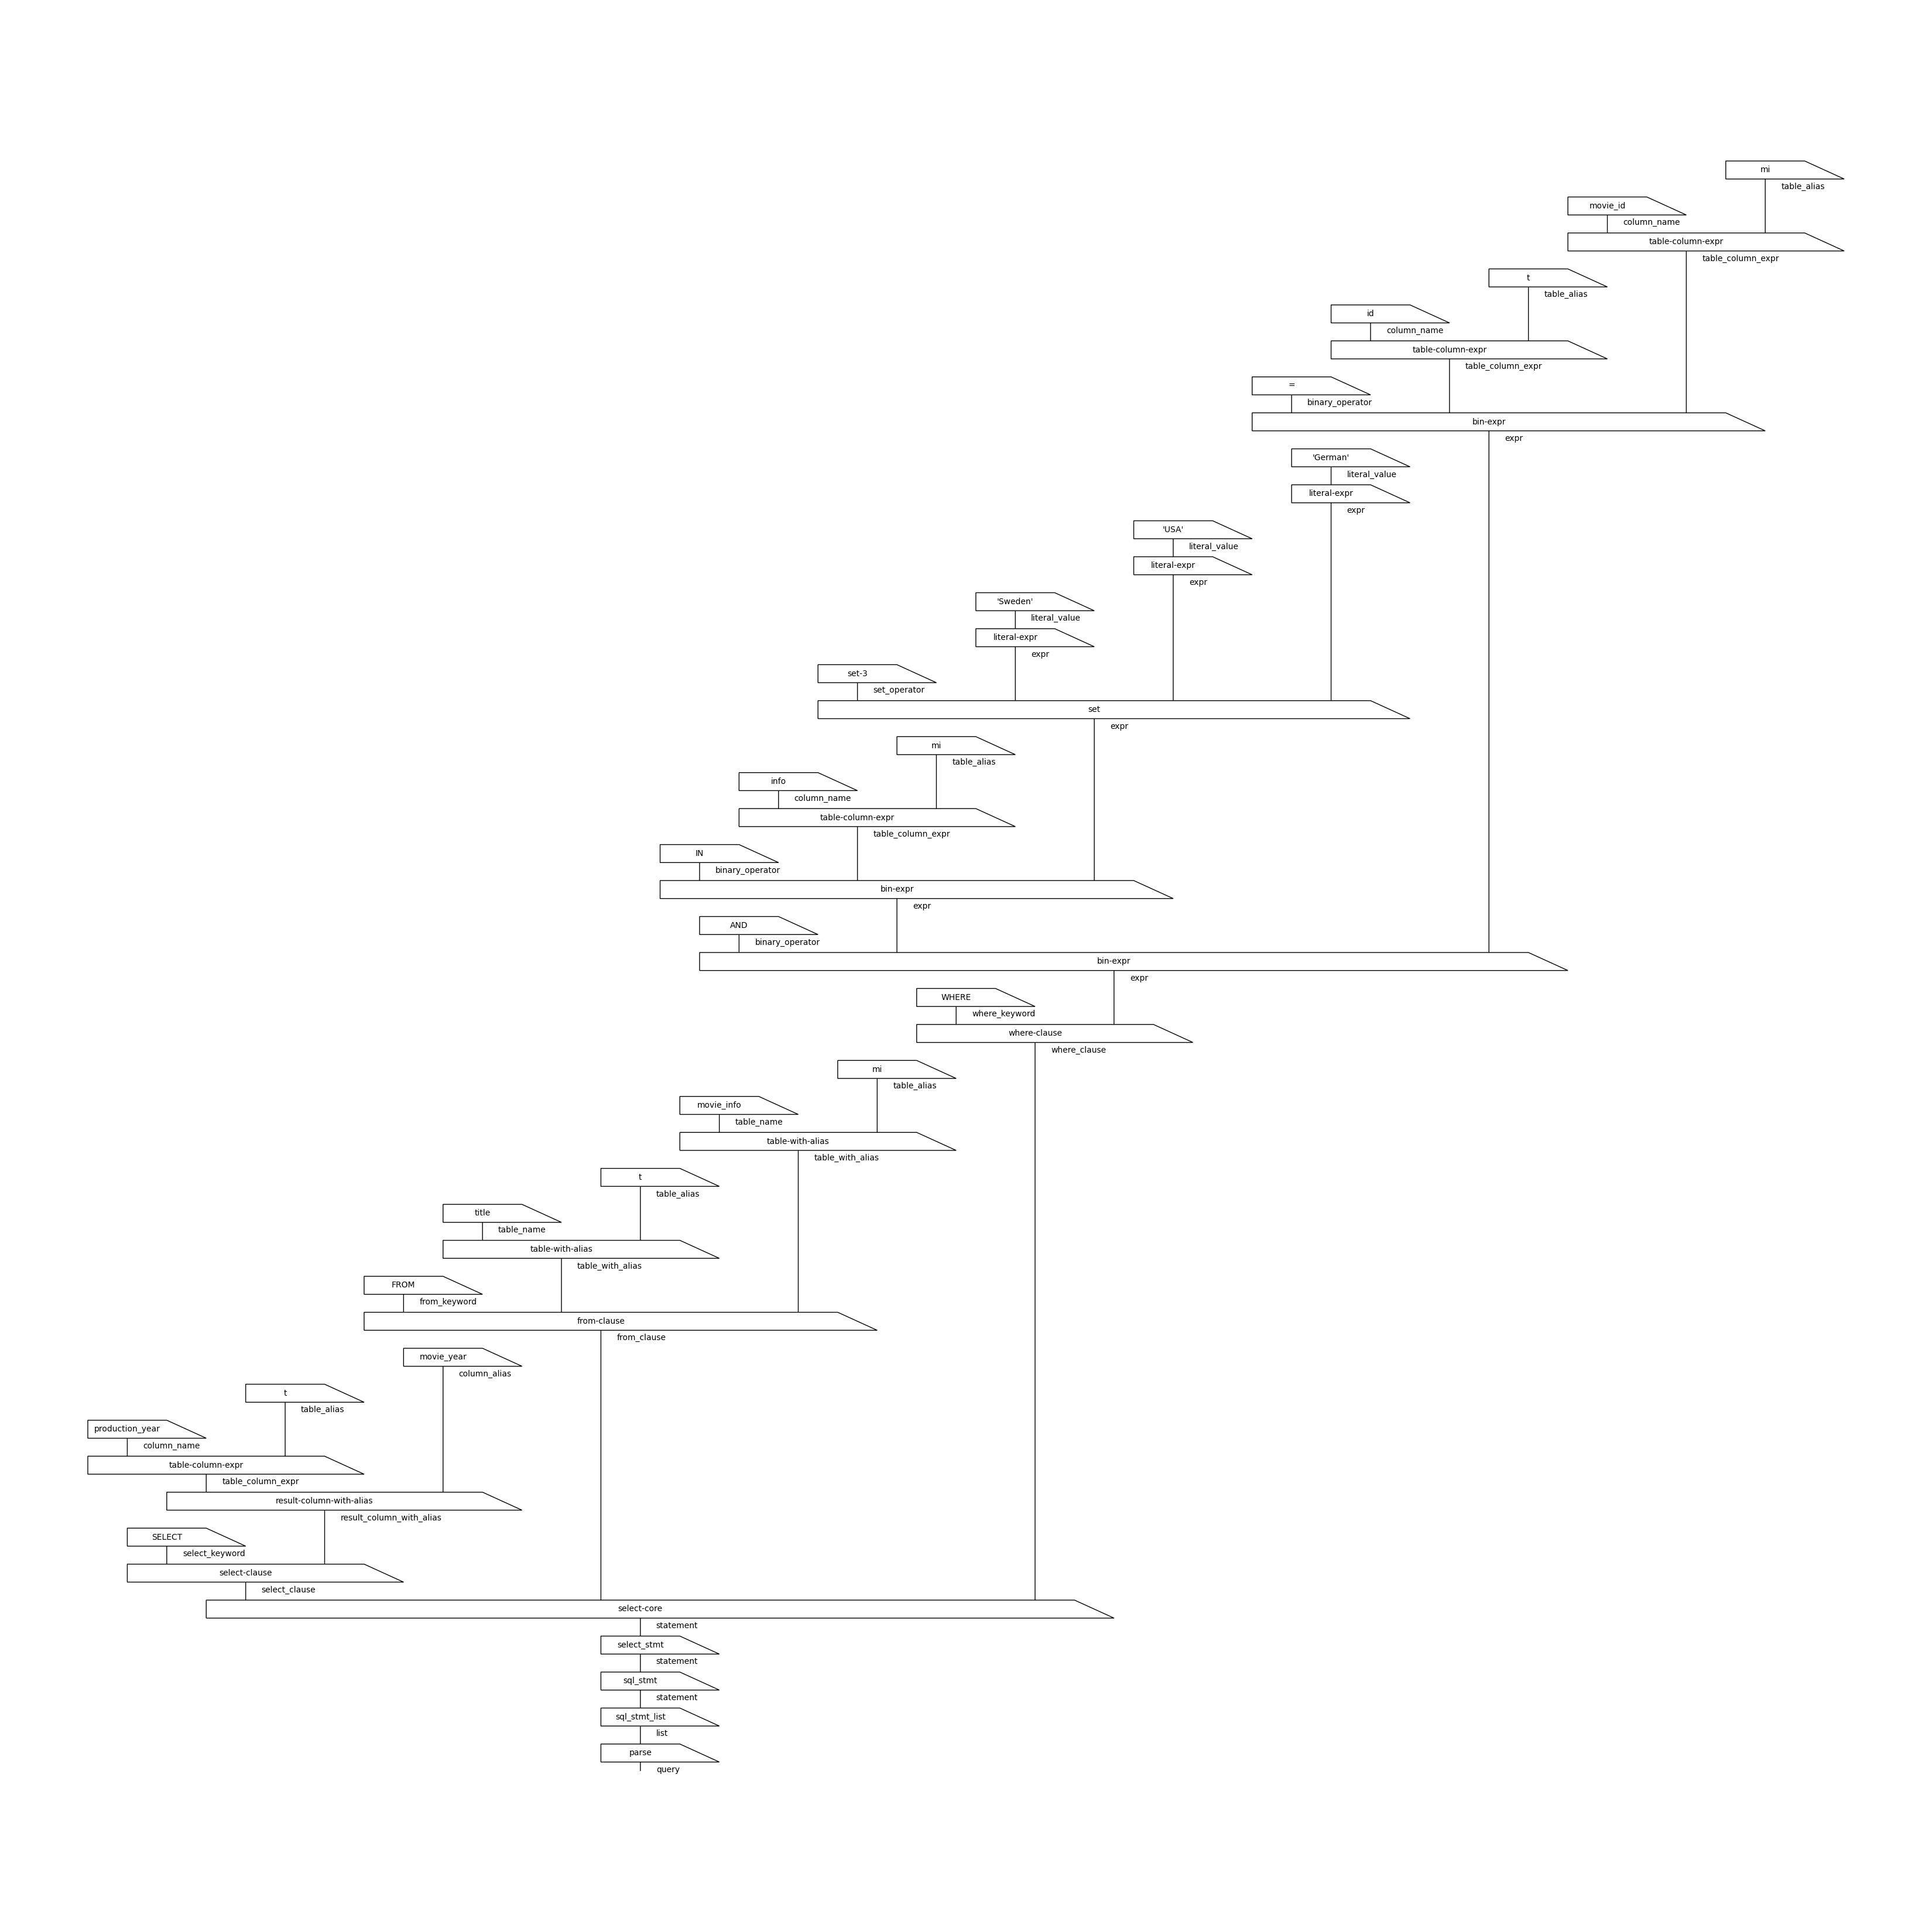 mi
table_alias
movie_id
column_name
table-column-expr
table_column_expr
t
table_alias
id
column_name
table-column-expr
table_column_expr
=
binary_operator
bin-expr
expr
'German'
literal_value
literal-expr
expr
'USA'
literal_value
literal-expr
expr
'Sweden'
literal_value
literal-expr
expr
set-3
set_operator
set
expr
mi
table_alias
info
column_name
table-column-expr
table_column_expr
IN
binary_operator
bin-expr
expr
AND
binary_operator
bin-expr
expr
WHERE
where_keyword
where-clause
where_clause
mi
table_alias
movie_info
table_name
table-with-alias
table_with_alias
t
table_alias
title
table_name
table-with-alias
table_with_alias
FROM
from_keyword
from-clause
from_clause
movie_year
column_alias
t
table_alias
production_year
column_name
table-column-expr
table_column_expr
result-column-with-alias
result_column_with_alias
SELECT
select_keyword
select-clause
select_clause
select-core
statement
select_stmt
statement
sql_stmt
statement
sql_stmt_list
list
parse
query